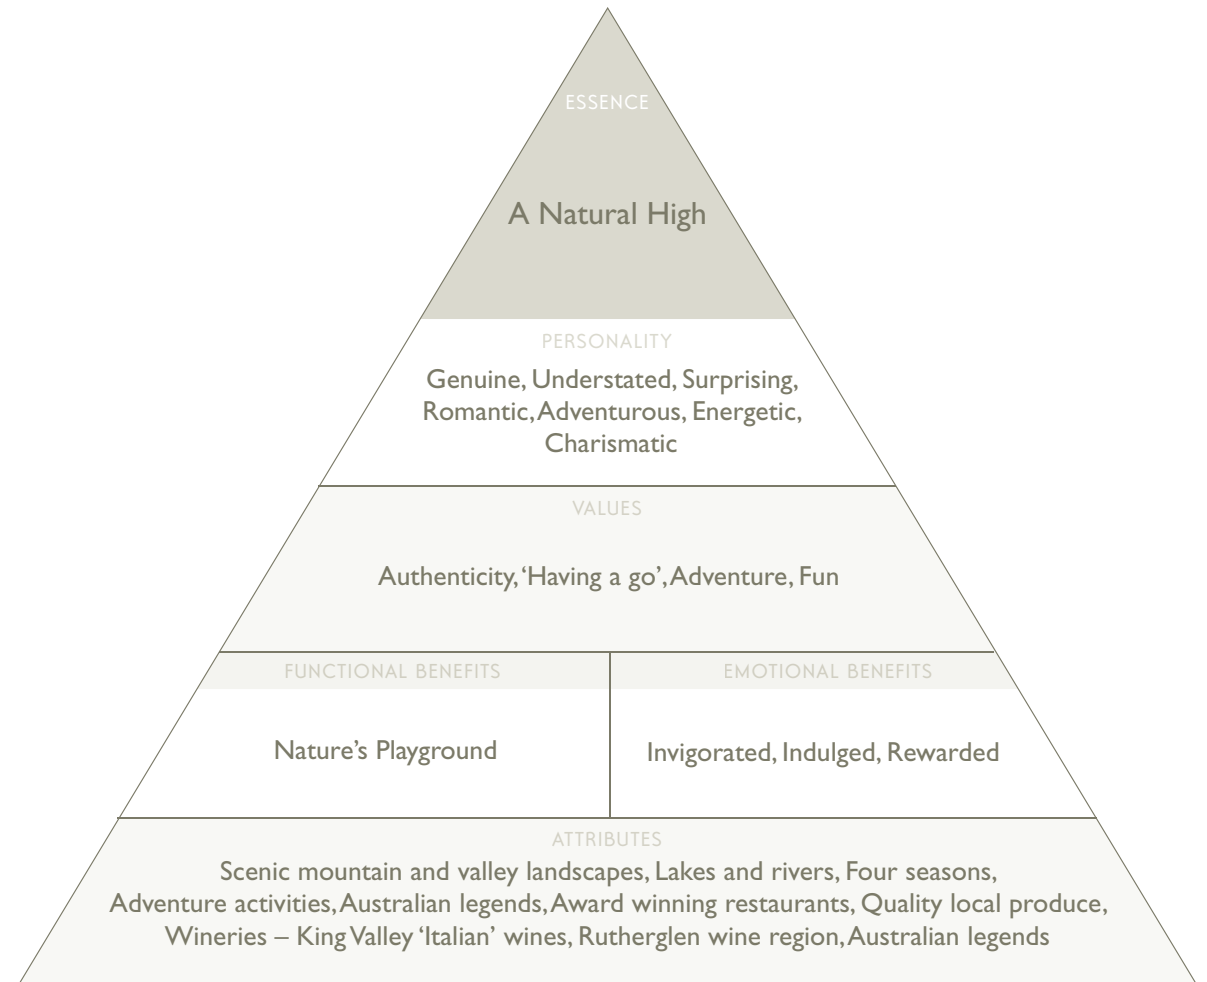 ESSENCE
A Natural High
PERSONALITY
Genuine, Understated, Surprising,
Romantic, Adventurous, Energetic,
Charismatic
VALUES
Authenticity, ‘Having a go’, Adventure, Fun
FUNCTIONAL BENEFITS
EMOTIONAL BENEFITS
Nature’s Playground
Invigorated, Indulged, Rewarded
ATTRIBUTES
Scenic mountain and valley landscapes, Lakes and rivers, Four seasons,
Adventure activities, Australian legends, Award winning restaurants, Quality local produce,
Wineries – King Valley ‘Italian’ wines, Rutherglen wine region, Australian legends